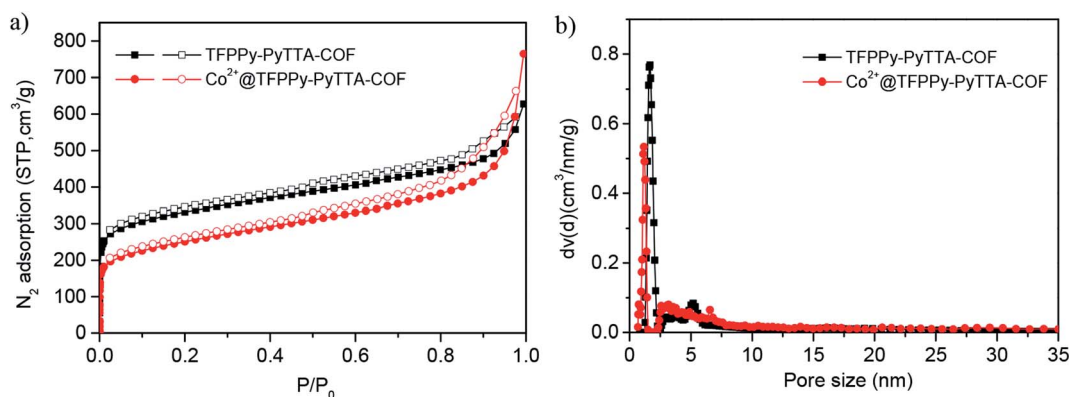 a)
N2 adsorption (STP,cm3/g)
800
700
600
500
400
300
200
100
0
TFPPy-PyTTA-COF
Co2+@TFPPy-PyTTA-COF
0.0 0.2 0.4 0.6 0.8 1.0
P/P0
b)
dv(d)(cm3/nm/g)
0.8
0.6
0.4
0.2
0.0
TFPPy-PyTTA-COF
Co2+@TFPPy-PyTTA-COF
0 5 10 15 20 25 30 35
Pore size (nm)